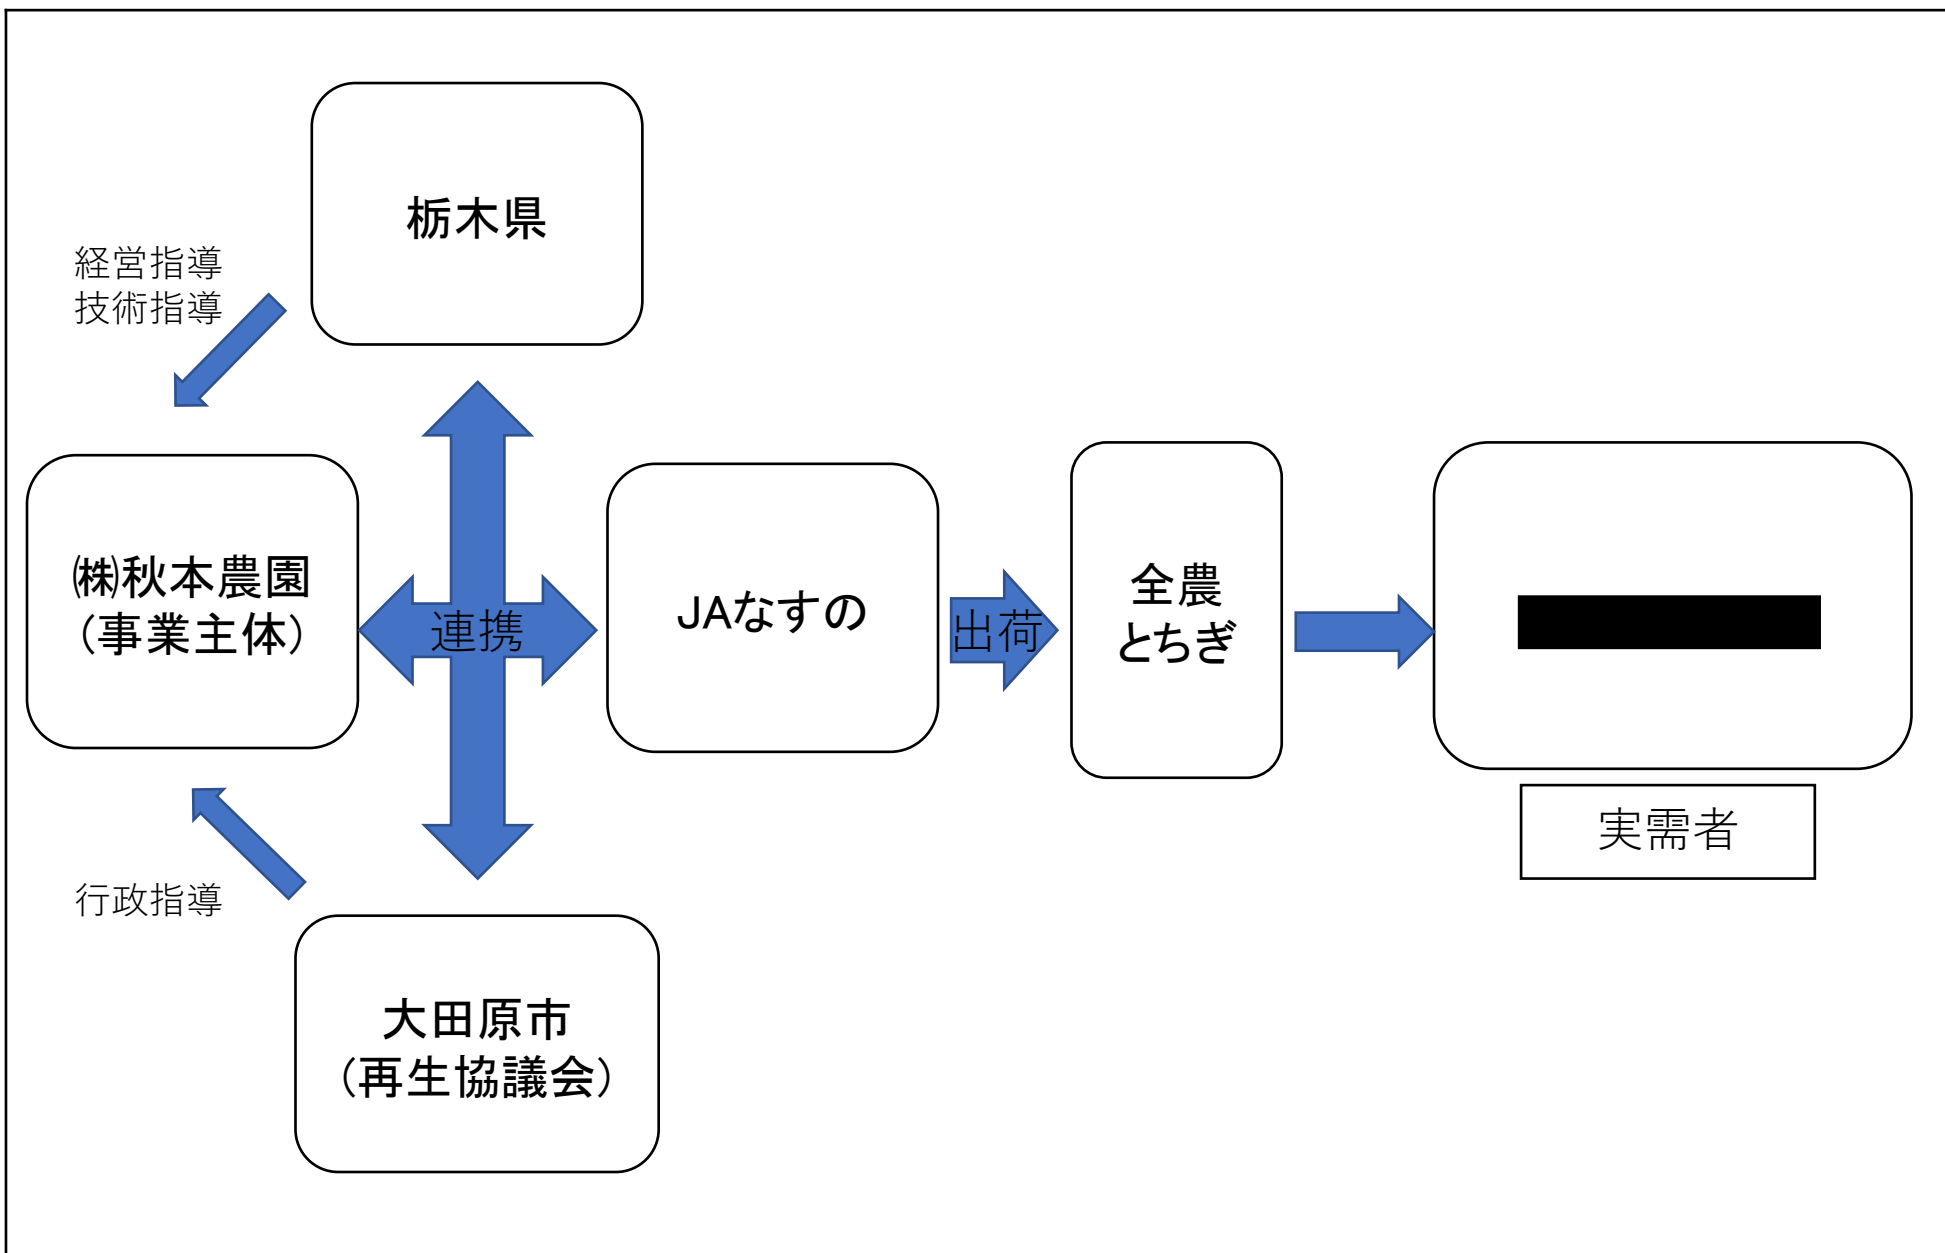 栃木県
経営指導
技術指導
㈱秋本農園
（事業主体）
連携
JAなすの
出荷
全農
とちぎ
実需者
行政指導
大田原市
（再生協議会）